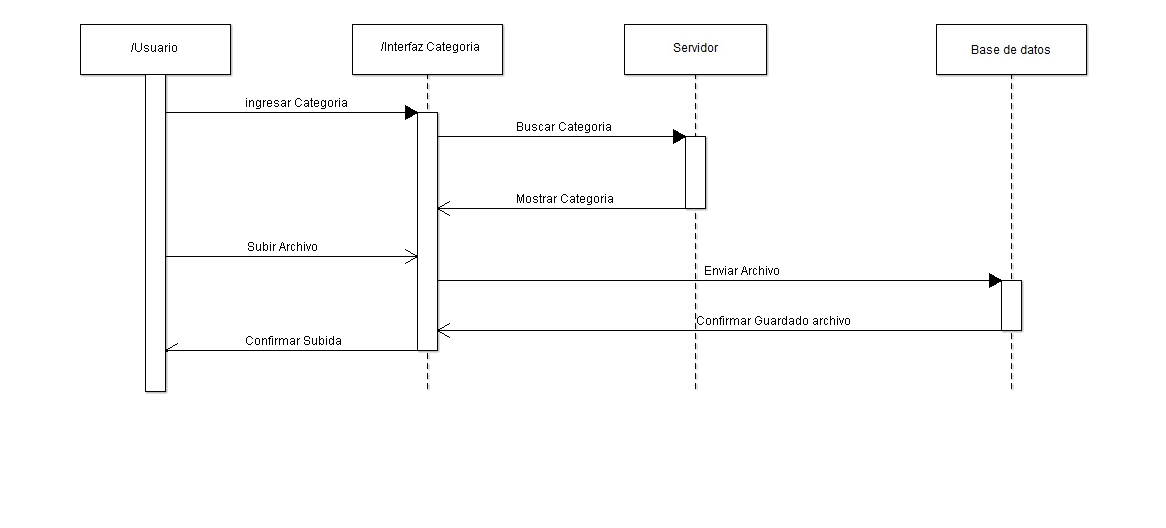 /Usuario
/Interfaz Categoria
Servidor
Base de datos
ingresar Categoria
Buscar Categoria
Mostrar Categoria
Subir Archivo
Enviar Archivo
Confirmar Guardado archivo
Confirmar Subida